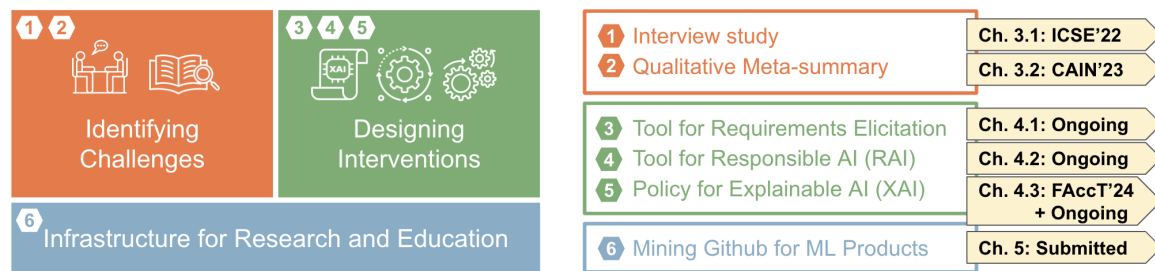 1 2
Identifying
Challenges
3 4 5
XAI
Designing
Interventions
6
Infrastructure for Research and Education
1 Interview study
Ch. 3.1: ICSE'22
2 Qualitative Meta-summary
Ch. 3.2: CAIN'23
3 Tool for Requirements Elicitation
Ch. 4.1: Ongoing
4 Tool for Responsible AI (RAI)
Ch. 4.2: Ongoing
5 Policy for Explainable AI (XAI)
Ch. 4.3: FAccT'24
+ Ongoing
6 Mining Github for ML Products
Ch. 5: Submitted